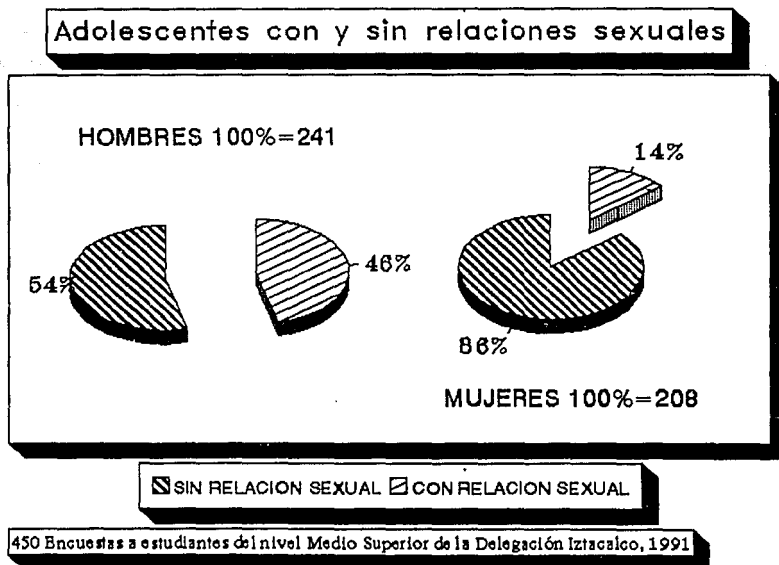 Adolescentes con y sin relaciones sexuales
HOMBRES 100%=241
14%
54%
46%
86%
MUJERES 100%=208
SIN RELACION SEXUAL CON RELACION SEXUAL
450 Encuestas a estudiantes del nivel Medio Superior de la Delegación Iztacalco, 1991